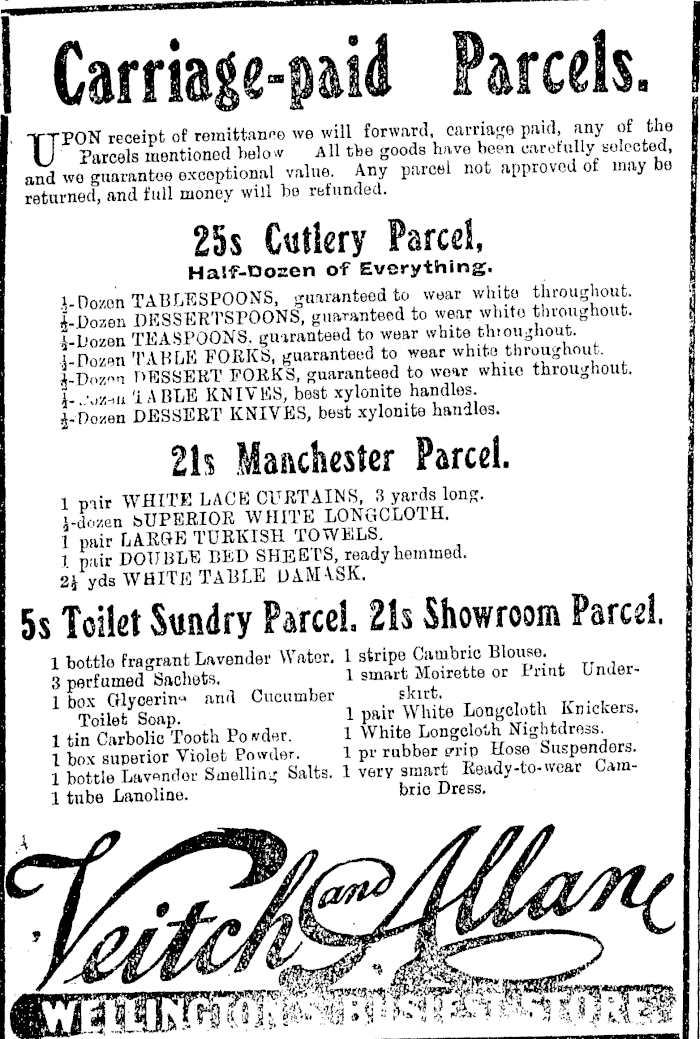 Carriage-paid Parcels.
UPON receipt of remittance we will forward, carriage paid, any of the
Parcels mentioned below All the goods have been carefully selected,
and we guarantee exceptional value. Any parcel not approved of may be
returned, and full money will be refunded.
25s Cutlery Parcel,
Half-Dozen of Everything.
½-Dozen TABLESPOONS, guaranteed to wear white throughout.
½-Dozen DESSERTSPOONS, guaranteed to wear white throughout.
½-Dozen TEASPOONS, guaranteed to wear white throughout.
½-Dozen TABLE FORKS, guaranteed to wear white throughout.
½-Dozen DESSERT FORKS, guaranteed to wear white throughout.
½-Dozen TABLE KNIVES, best xylonite handles.
½-Dozen DESSERT KNIVES, best xylonite handles.
21s Manchester Parcel.
1 pair WHITE LACE CURTAINS, 3 yards long.
½-dozen SUPERIOR WHITE LONGCLOTH.
1 pair LARGE TURKISH TOWELS.
1 pair DOUBLE BED SHEETS, ready hemmed.
2½ yds WHITE TABLE DAMASK.
5s Toilet Sundry Parcel.
1 bottle fragrant Lavender Water.
3 perfumed Sachets.
1 box Glycerine and Cucumber
Toilet Soap.
1 tin Carbolic Tooth Powder.
1 box superior Violet Powder.
1 bottle Lavender Smelling Salts.
1 tube Lanoline.
21s Showroom Parcel.
1 stripe Cambric Blouse.
1 smart Moirette or Print Under-
skirt.
1 pair White Longcloth Knickers.
1 White Longcloth Nightdress.
1 pr rubber grip Hose Suspenders.
1 very smart Ready-to-wear Cam-
bric Dress.
Veitch and Allan
WELLINGTON'S BUSIEST STORE